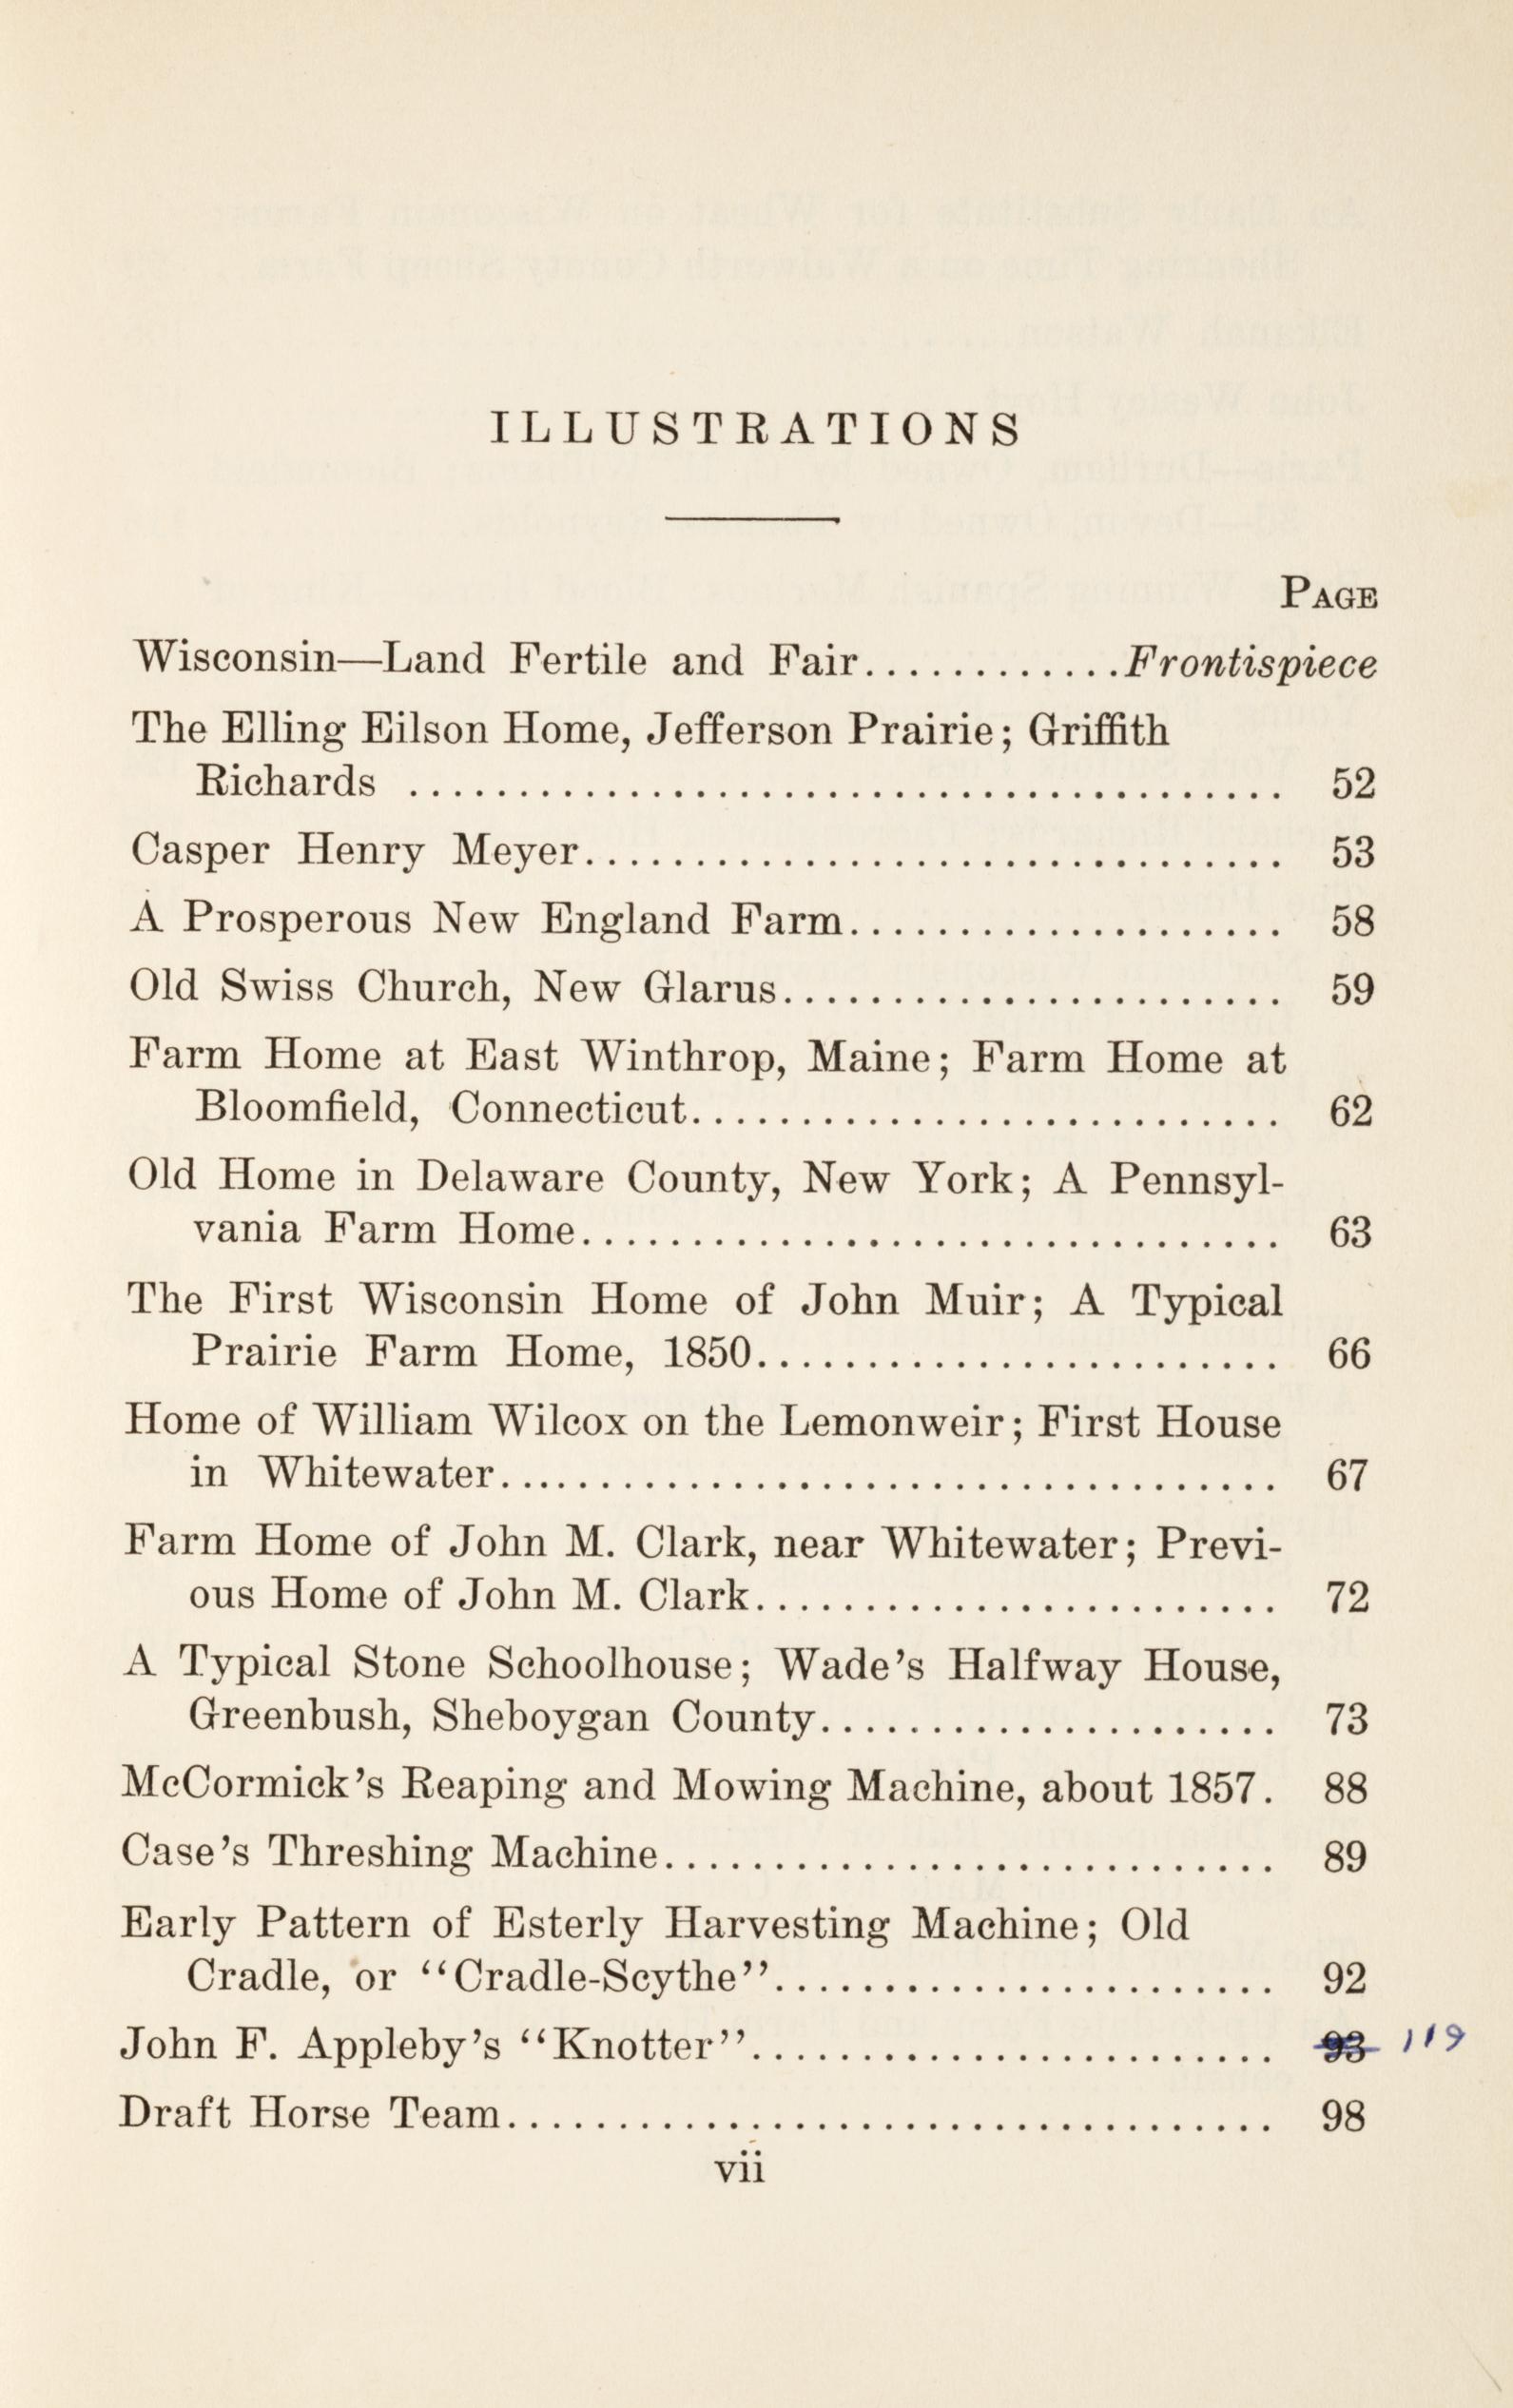 ILLUSTRATIONS
PAGE
Wisconsin—Land Fertile and Fair............Frontispiece
The Elling Eilson Home, Jefferson Prairie; Griffith
Richards ........................................ 52
Casper Henry Meyer................................ 53
A Prosperous New England Farm.................... 58
Old Swiss Church, New Glarus....................... 59
Farm Home at East Winthrop, Maine; Farm Home at
Bloomfield, Connecticut........................... 62
Old Home in Delaware County, New York; A Pennsyl-
vania Farm Home................................ 63
The First Wisconsin Home of John Muir; A Typical
Prairie Farm Home, 1850........................ 66
Home of William Wilcox on the Lemonweir; First House
in Whitewater.................................... 67
Farm Home of John M. Clark, near Whitewater; Previ-
ous Home of John M. Clark........................ 72
A Typical Stone Schoolhouse; Wade's Halfway House,
Greenbush, Sheboygan County..................... 73
McCormick's Reaping and Mowing Machine, about 1857. 88
Case's Threshing Machine............................ 89
Early Pattern of Esterly Harvesting Machine; Old
Cradle, or "Cradle-Scythe"....................... 92
John F. Appleby's "Knotter"........................ 93 119
Draft Horse Team................................... 98
vii